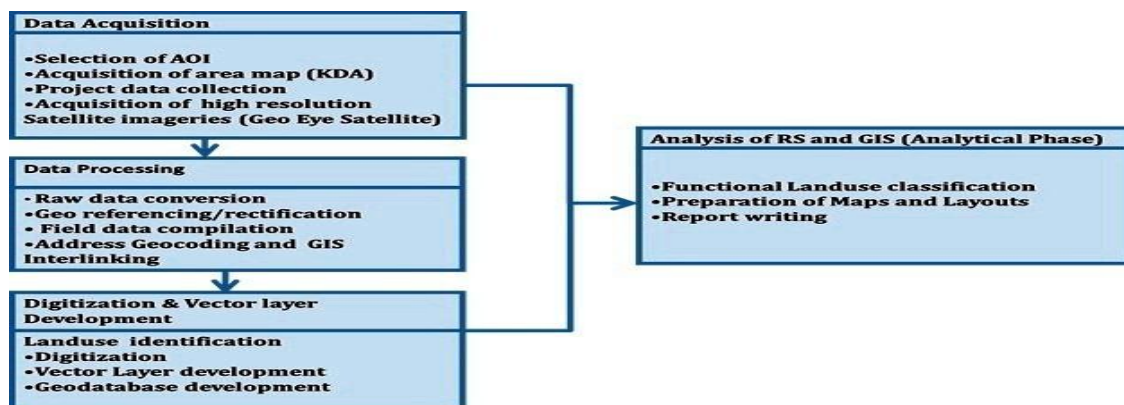 Data Acquisition
•Selection of AOI
•Acquisition of area map (KDA)
•Project data collection
•Acquisition of high resolution
Satellite imageries (Geo Eye Satellite)
Data Processing
· Raw data conversion
•Geo referencing/rectification
• Field data compilation
•Address Geocoding and GIS
Interlinking
Digitization & Vector layer
Development
Landuse identification
•Digitization
•Vector Layer development
•Geodatabase development
Analysis of RS and GIS (Analytical Phase)
•Functional Landuse classification
•Preparation of Maps and Layouts
•Report writing